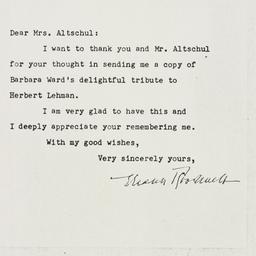 Dear Mrs. Altschul:
I want to thank you and Mr. Altschul
for your thought in sending me a copy of
Barbara Ward's delightful tribute to
Herbert Lehman.
I am very glad to have this and
I deeply appreciate your remembering me.
With my good wishes,
Very sincerely yours,
Eleanor Roosevelt